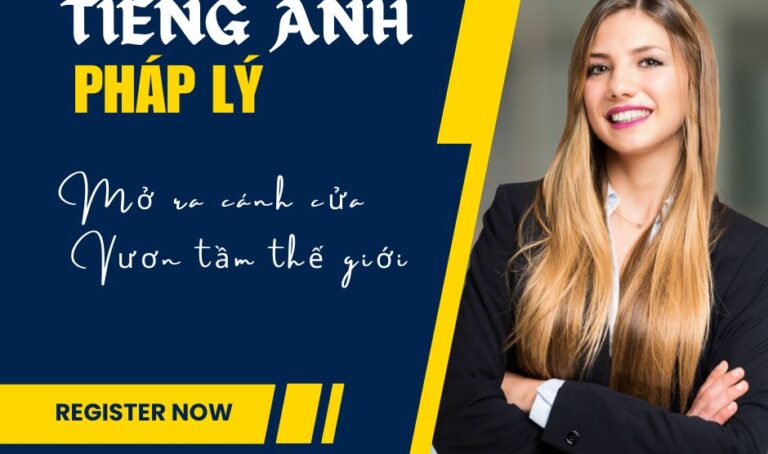 TIẾNG ANH
PHÁP LÝ
Mở ra cánh cửa
Vươn tầm thế giới
REGISTER NOW